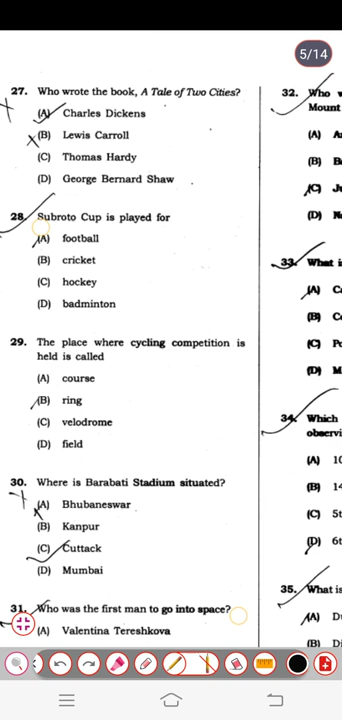 5/14
27. Who wrote the book, A Tale of Two Cities?
(A) Charles Dickens
(B) Lewis Carroll
(C) Thomas Hardy
(D) George Bernard Shaw
28. Subroto Cup is played for
(A) football
(B) cricket
(C) hockey
(D) badminton
29. The place where cycling competition is
held is called
(A) course
(B) ring
(C) velodrome
(D) field
30. Where is Barabati Stadium situated?
(A) Bhubaneswar
(B) Kanpur
(C) Cuttack
(D) Mumbai
31. Who was the first man to go into space?
(A) Valentina Tereshkova
32. Who
Mount
(A)
(B)
(C)
(D)
33. What
(A)
(B)
(C)
(D)
34. Which
(A)
(B)
(C)
(D)
35. What is
(A)
(B)